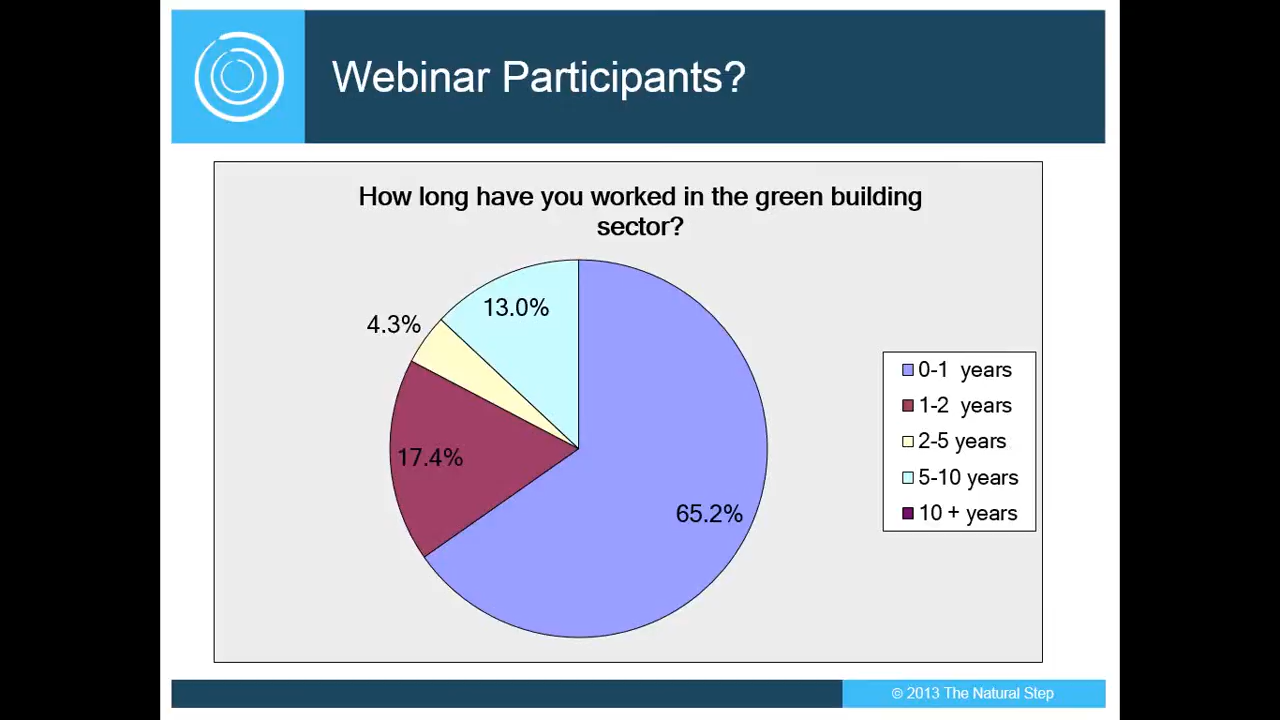 Webinar Participants?
How long have you worked in the green building
sector?
13.0%
4.3%
17.4%
65.2%
0-1 years
1-2 years
2-5 years
5-10 years
10 + years
© 2013 The Natural Step